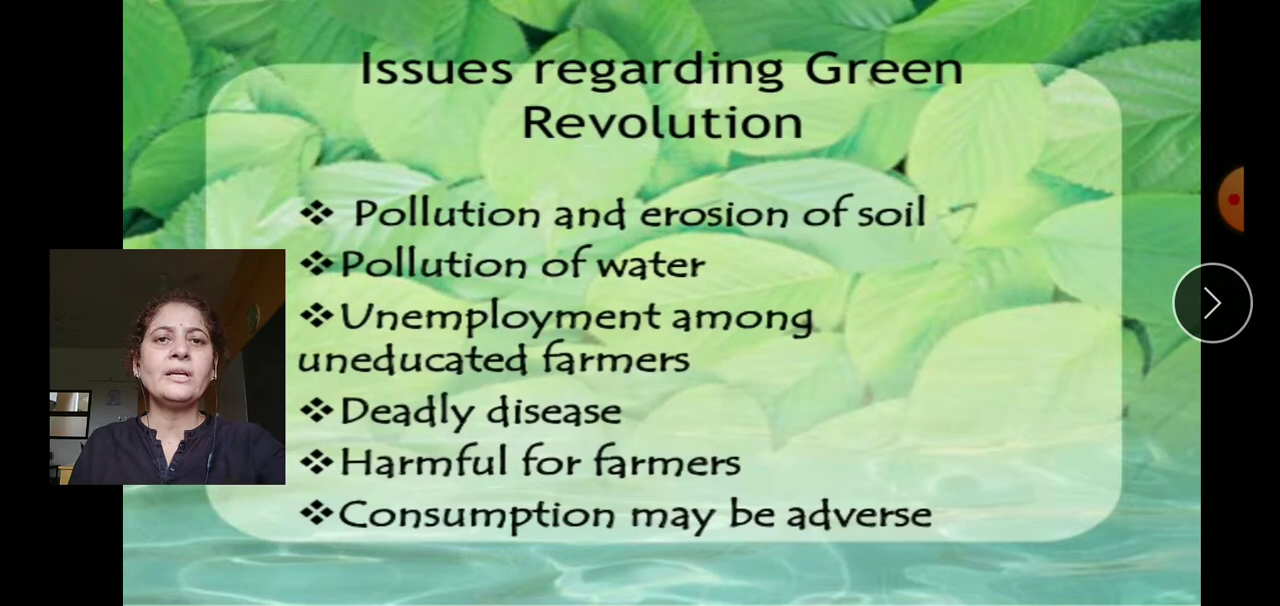 Issues regarding Green
Revolution
❖ Pollution and erosion of soil
❖Pollution of water
❖Unemployment among
uneducated farmers
❖Deadly disease
❖Harmful for farmers
❖Consumption may be adverse